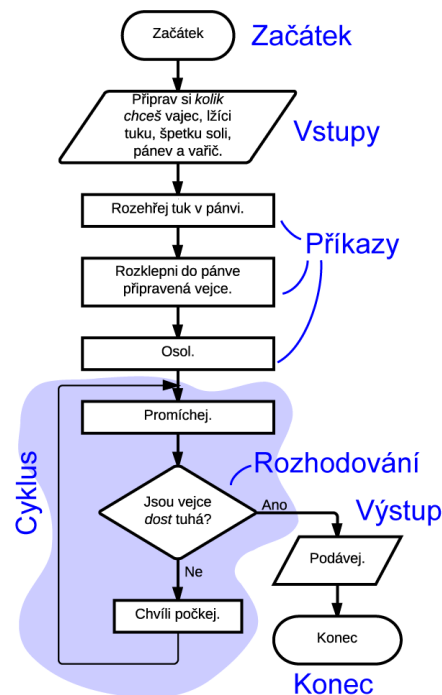 Začátek
Začátek
Připrav si kolik
chceš vajec, lžíci
tuku, špetku soli,
pánev a vařič.
Vstupy
Rozehřej tuk v pánvi.
Příkazy
Rozklepni do pánve
připravená vejce.
Osol.
Cyklus
Promíchej.
Rozhodování
Jsou vejce
dost tuhá?
Ano
Výstup
Ne
Podávej.
Chvíli počkej.
Konec
Konec